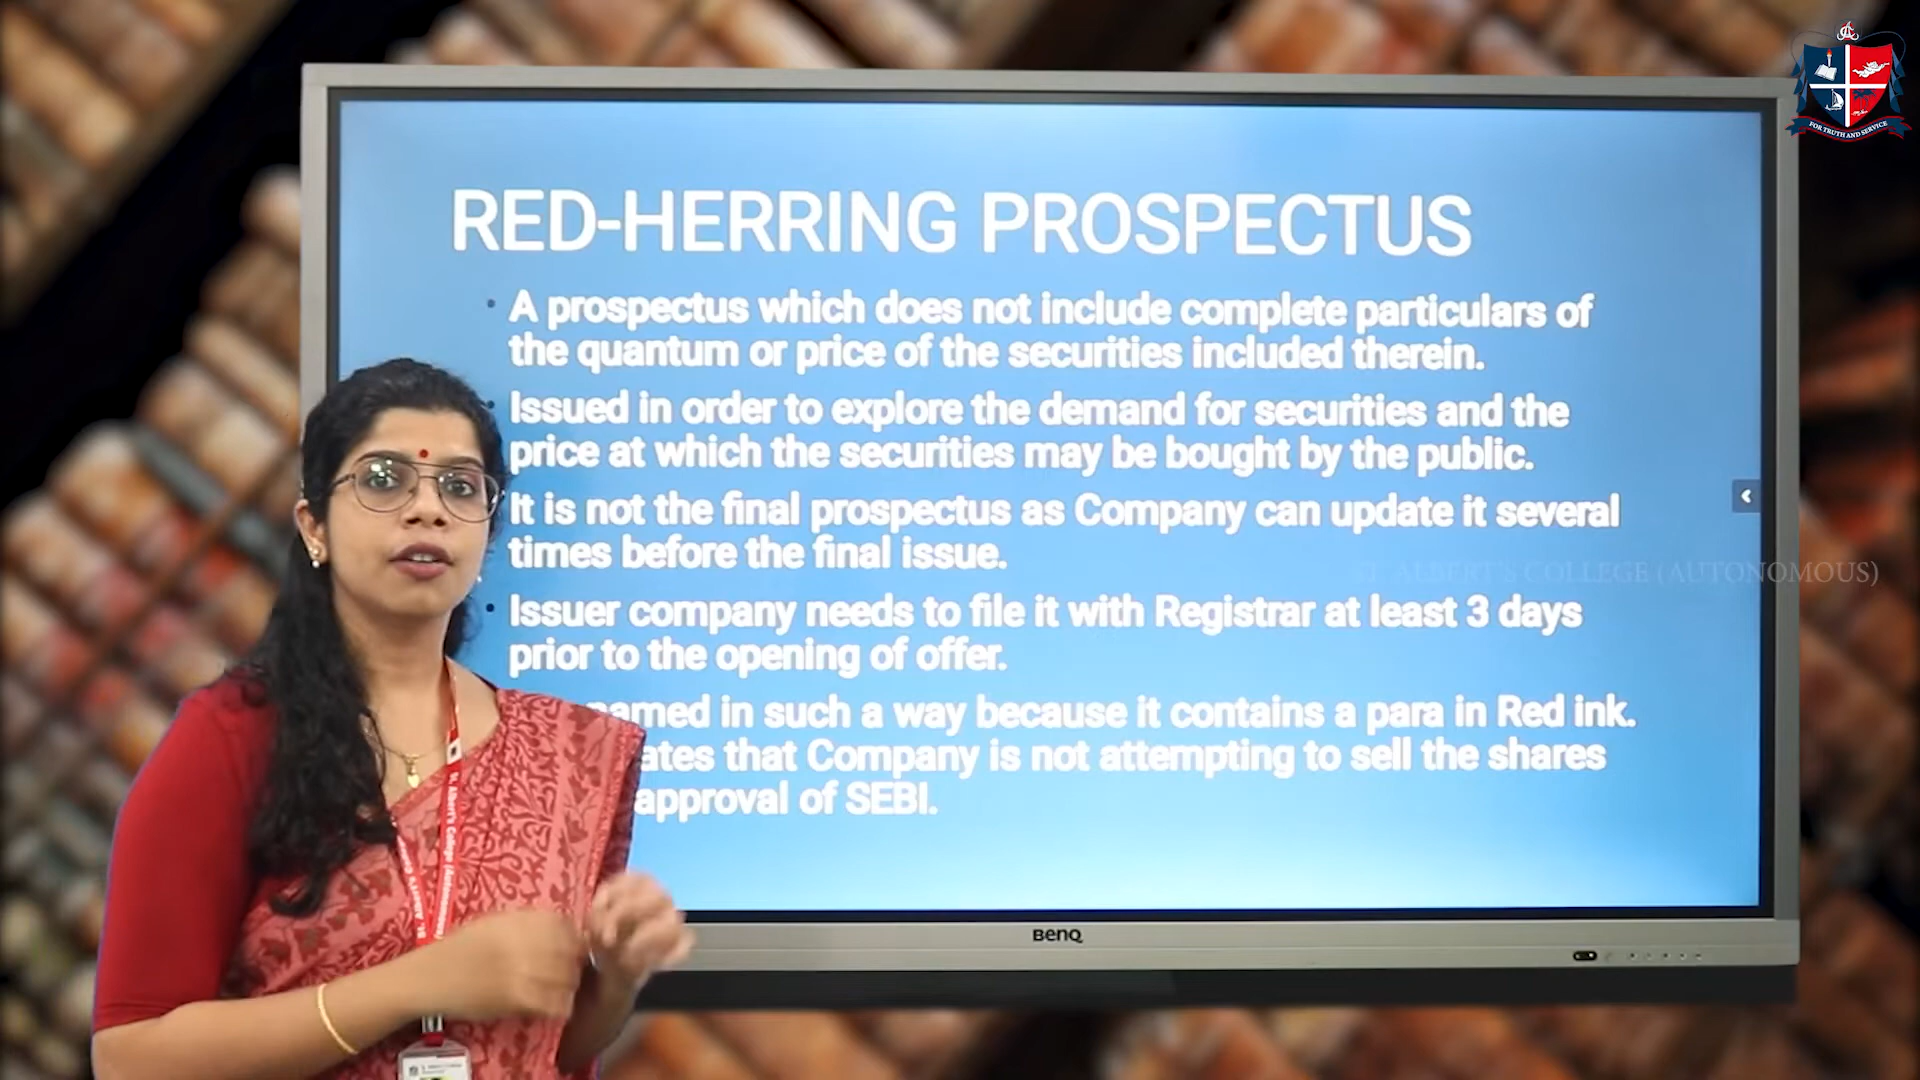 FOR TRUTH AND SERVICE
RED-HERRING PROSPECTUS
• A prospectus which does not include complete particulars of
the quantum or price of the securities included therein.
Issued in order to explore the demand for securities and the
price at which the securities may be bought by the public.
It is not the final prospectus as Company can update it several
times before the final issue.
ST. ALBERT'S COLLEGE (AUTONOMOUS)
• Issuer company needs to file it with Registrar at least 3 days
prior to the opening of offer.
named in such a way because it contains a para in Red ink.
that Company is not attempting to sell the shares
approval of SEBI.
BenQ
St. Albert's College (Autonomous)